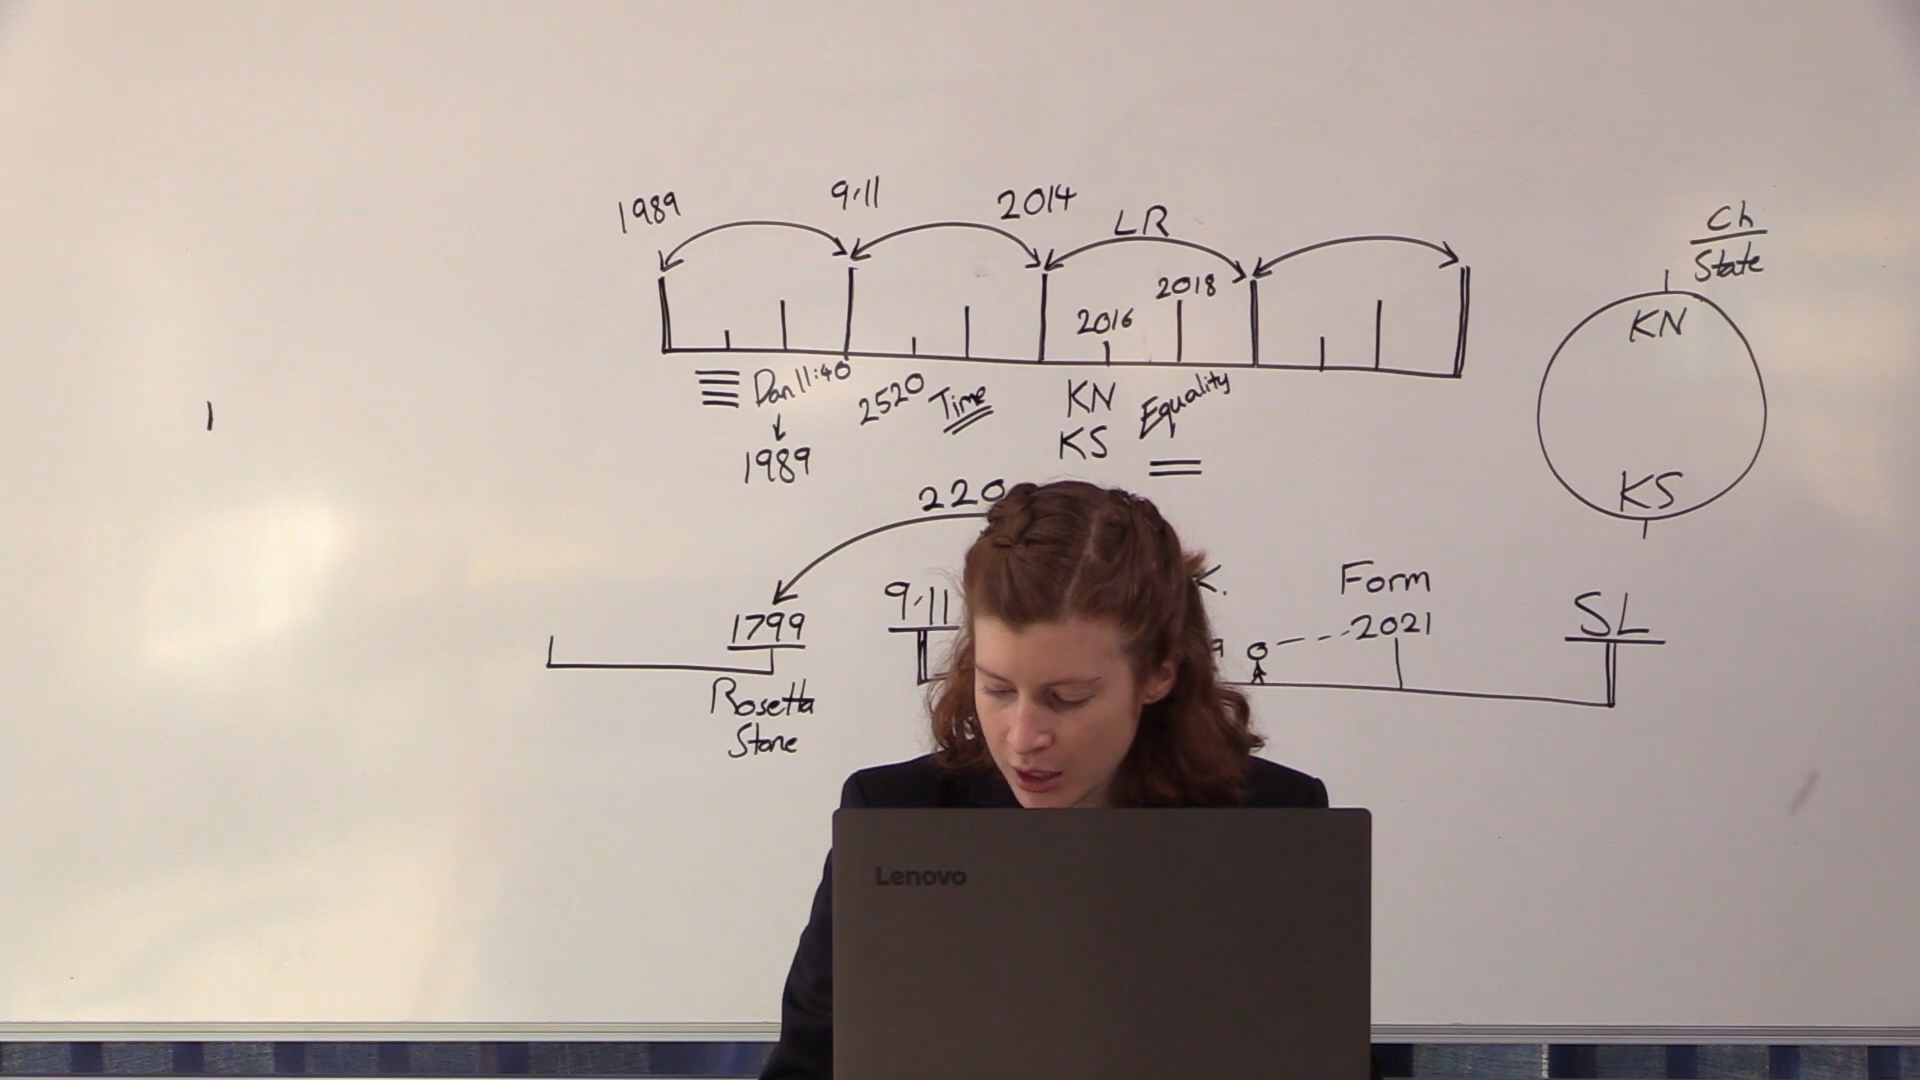 1989
9·11
2014
LR
2016
2018
Dan 11:40
1989
2520 Time
KN
KS
Equality
Ch
State
KN
KS
220
1799
Rosetta
Stone
9·11
K.
9
Form
2021
SL
Lenovo